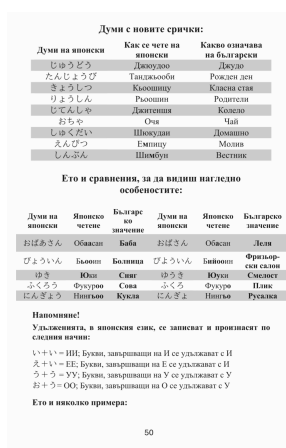 Думи с новите срички:
Думи на японски Как се чете на японски Какво означава на български
じゅうどう Джюудоо Джудо
たんじょうび Танджьооби Рожден ден
きょうしつ Кьоошицу Класна стая
りょうしん Рьоошин Родители
じてんしゃ Джитеншя Колело
おちゃ Очя Чай
しゅくだい Шюкудаи Домашно
えんぴつ Емпицу Молив
しんぶん Шимбун Вестник
Ето и сравнения, за да видиш нагледно
особеностите:
Думи на японски Японско четене Българско значение Думи на японски Японско четене Българско значение
おばあさん Обаасан Баба おばさん Обасан Леля
びょういん Бьооин Болница びよういん Бийооин Фризьорски салон
ゆき Юки Сняг ゆうき Юуки Смелост
ふくろう Фукуроо Сова ふくろ Фукуро Плик
にんぎょう Нингьоо Кукла にんぎょ Нингьо Русалка
Напомняне!
Удълженията, в японския език, се записват и произнасят по
следния начин:
い+い= ИИ; Букви, завършващи на И се удължават с И
え+い= ЕЕ; Букви, завършващи на Е се удължават с И
う+う= УУ; Букви, завършващи на У се удължават с У
お+う= ОО; Букви, завършващи на О се удължават с У
Ето и няколко примера:
50